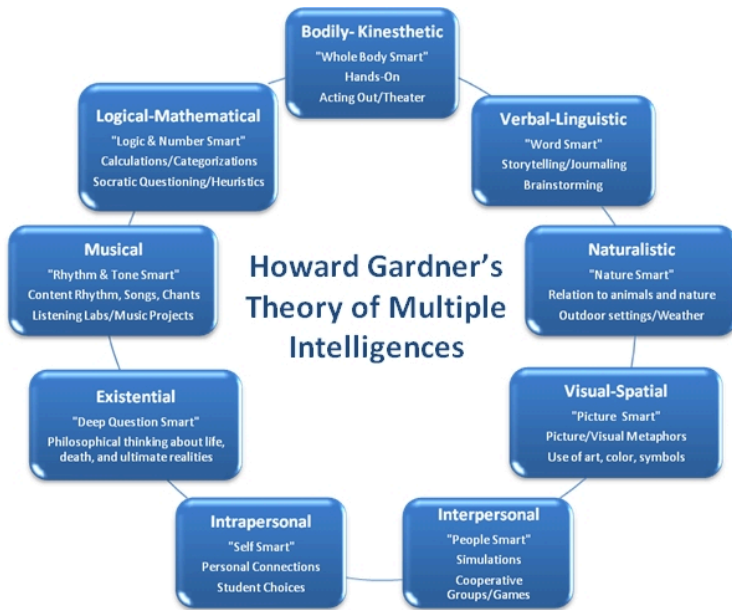 Bodily- Kinesthetic
"Whole Body Smart"
Hands-On
Acting Out/Theater
Verbal-Linguistic
"Word Smart"
Storytelling/Journaling
Brainstorming
Naturalistic
"Nature Smart"
Relation to animals and nature
Outdoor settings/Weather
Visual-Spatial
"Picture Smart"
Picture/Visual Metaphors
Use of art, color, symbols
Interpersonal
"People Smart"
Simulations
Cooperative
Groups/Games
Intrapersonal
"Self Smart"
Personal Connections
Student Choices
Existential
"Deep Question Smart"
Philosophical thinking about life,
death, and ultimate realities
Musical
"Rhythm & Tone Smart"
Content Rhythm, Songs, Chants
Listening Labs/Music Projects
Logical-Mathematical
"Logic & Number Smart"
Calculations/Categorizations
Socratic Questioning/Heuristics
Howard Gardner's
Theory of Multiple
Intelligences